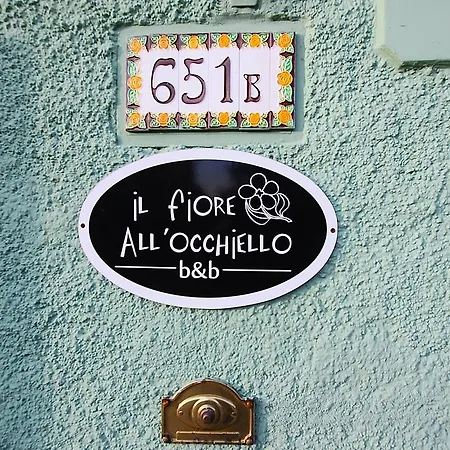 651B
il fiore
All'occhiello
b&b